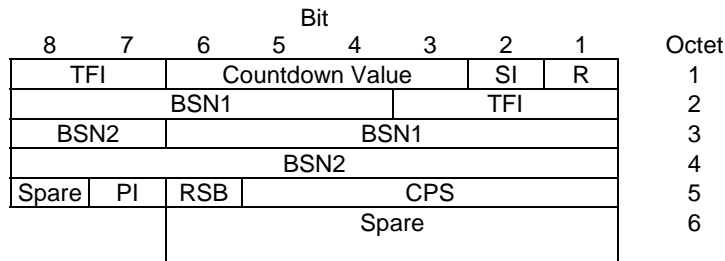 Bit
8 7 6 5 4 3 2 1 Octet
TFI Countdown Value SI R 1
BSN1 TFI 2
BSN2 BSN1 3
BSN2 4
Spare PI RSB CPS 5
Spare 6